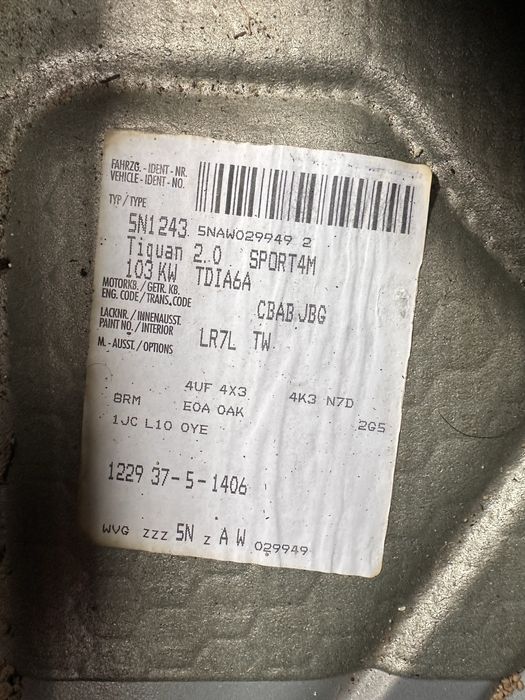 FAHRZG. - IDENT - NR.
VEHICLE - IDENT - NO.
TYP / TYPE
5N1243 5NAW029949 2
Tiguan 2.0 SPORT4M
103 KW TDIA6A
MOTORKB. / GETR. KB.
ENG. CODE / TRANS. CODE
CBAB JBG
LACKNR. / INNENAUSST.
PAINT NO. / INTERIOR
LR7L TW
M. - AUSST. / OPTIONS
4UF 4X3 4K3 N7D
8RM E0A 0AK
2G5
1JC L10 0YE
1229 37-5-1406
WVG ZZZ 5N Z A W 029949